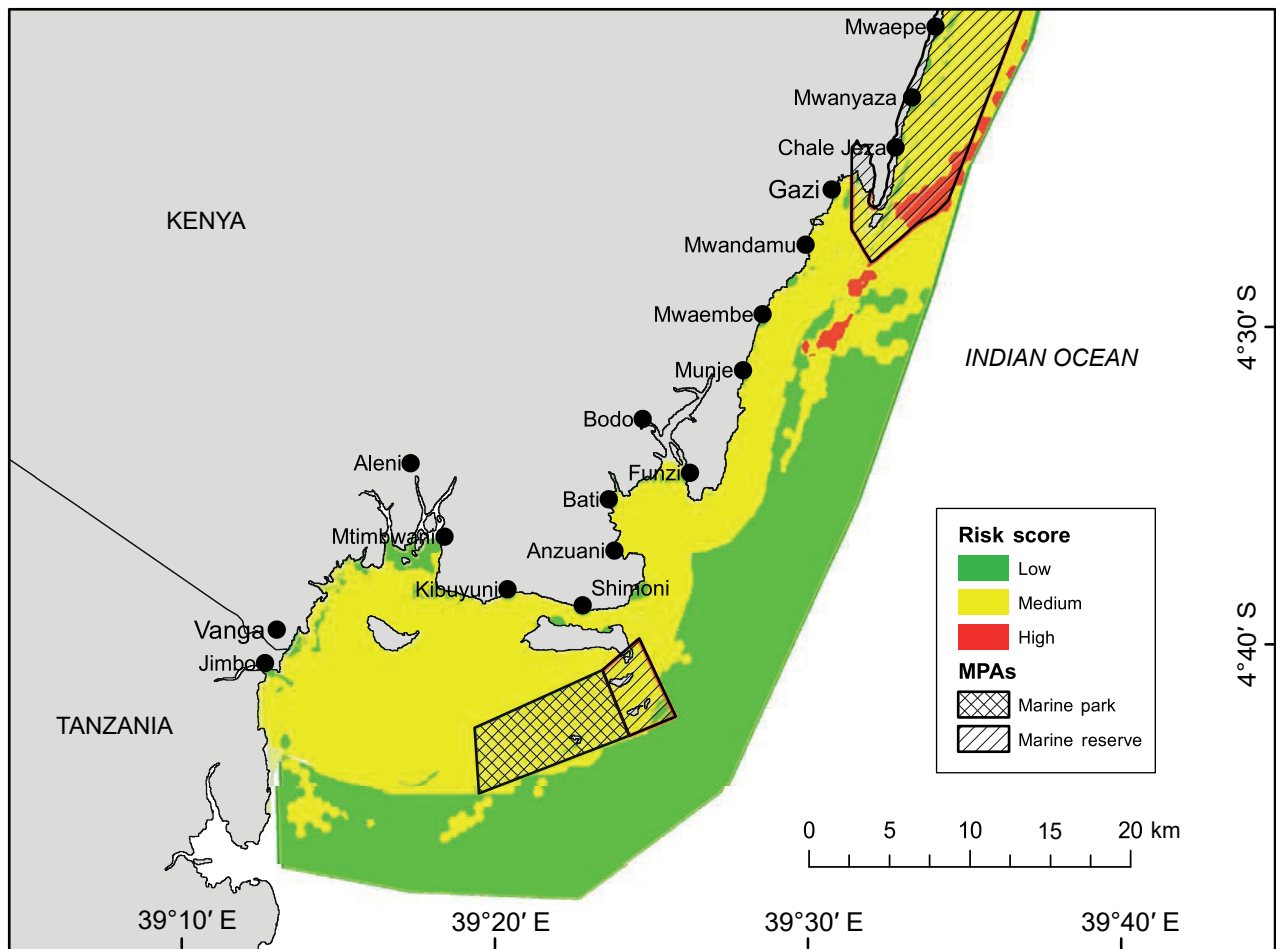 Mwaepe
Mwanyaza
Chale Jeza
Gazi
KENYA
Mwandamu
Mwaembe
4°30' S
INDIAN OCEAN
Munje
Bodo
Aleni
Funzi
Bati
Mtimbwani
Anzuani
Kibuyuni
Shimoni
Vanga
Jimbo
4°40' S
TANZANIA
Risk score
Low
Medium
High
MPAs
Marine park
Marine reserve
0 5 10 15 20 km
39°10' E 39°20' E 39°30' E 39°40' E